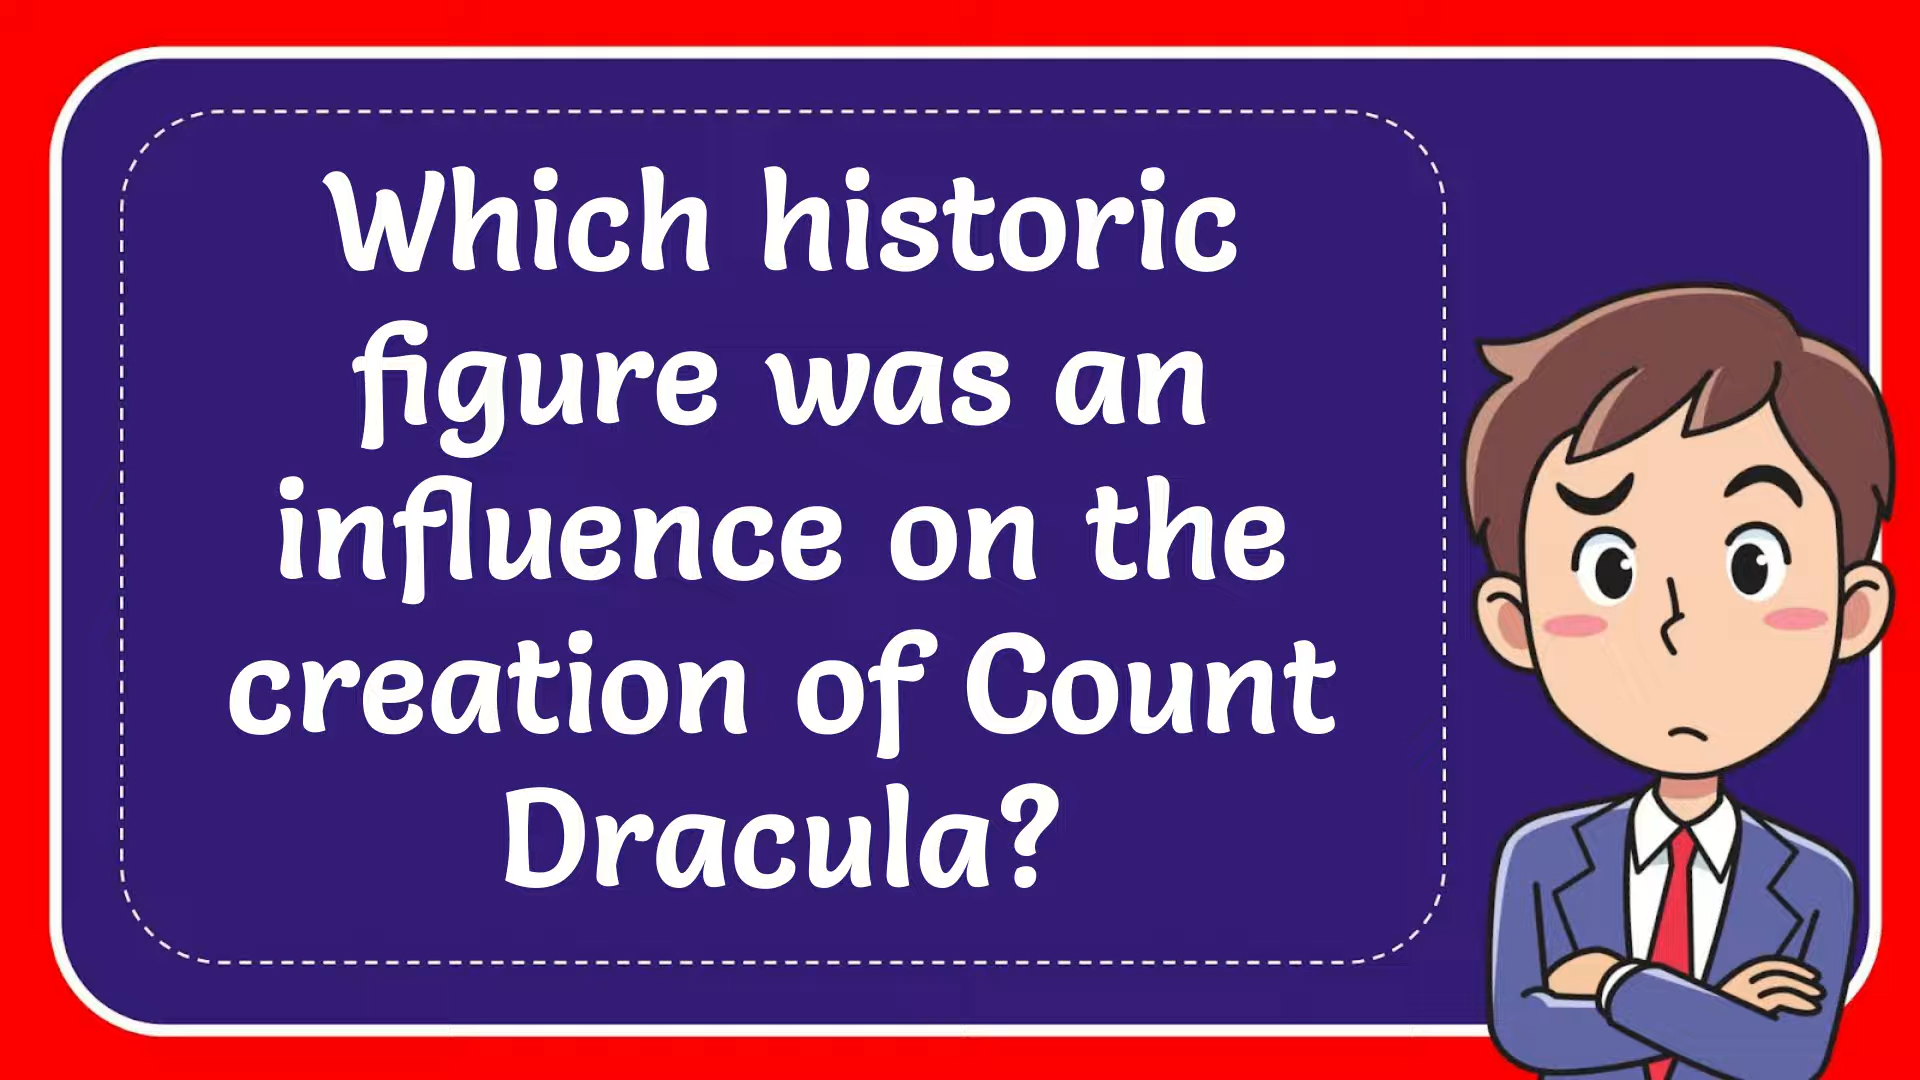 Which historic
figure was an
influence on the
creation of Count
Dracula?